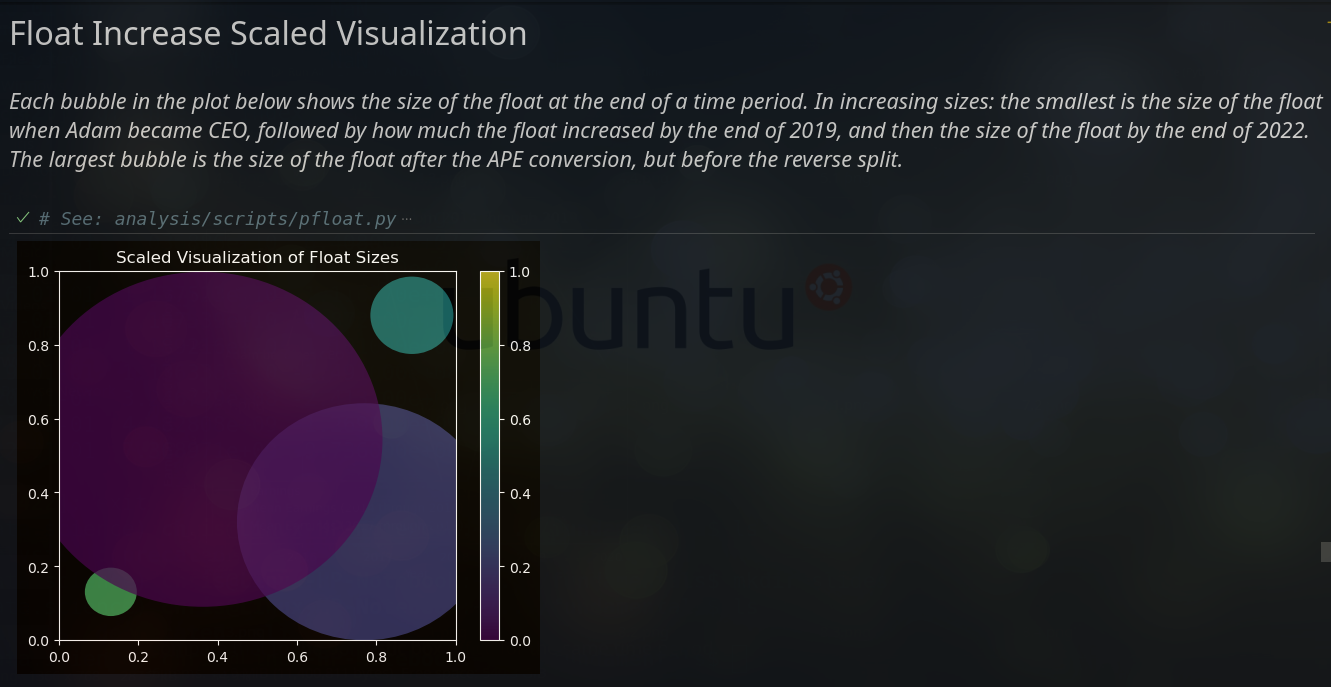 Float Increase Scaled Visualization
Each bubble in the plot below shows the size of the float at the end of a time period. In increasing sizes: the smallest is the size of the float
when Adam became CEO, followed by how much the float increased by the end of 2019, and then the size of the float by the end of 2022.
The largest bubble is the size of the float after the APE conversion, but before the reverse split.
✓ # See: analysis/scripts/pfloat.py ···
Scaled Visualization of Float Sizes
1.0
0.8
0.6
0.4
0.2
0.0
0.0 0.2 0.4 0.6 0.8 1.0
1.0
0.8
0.6
0.4
0.2
0.0
ubuntu